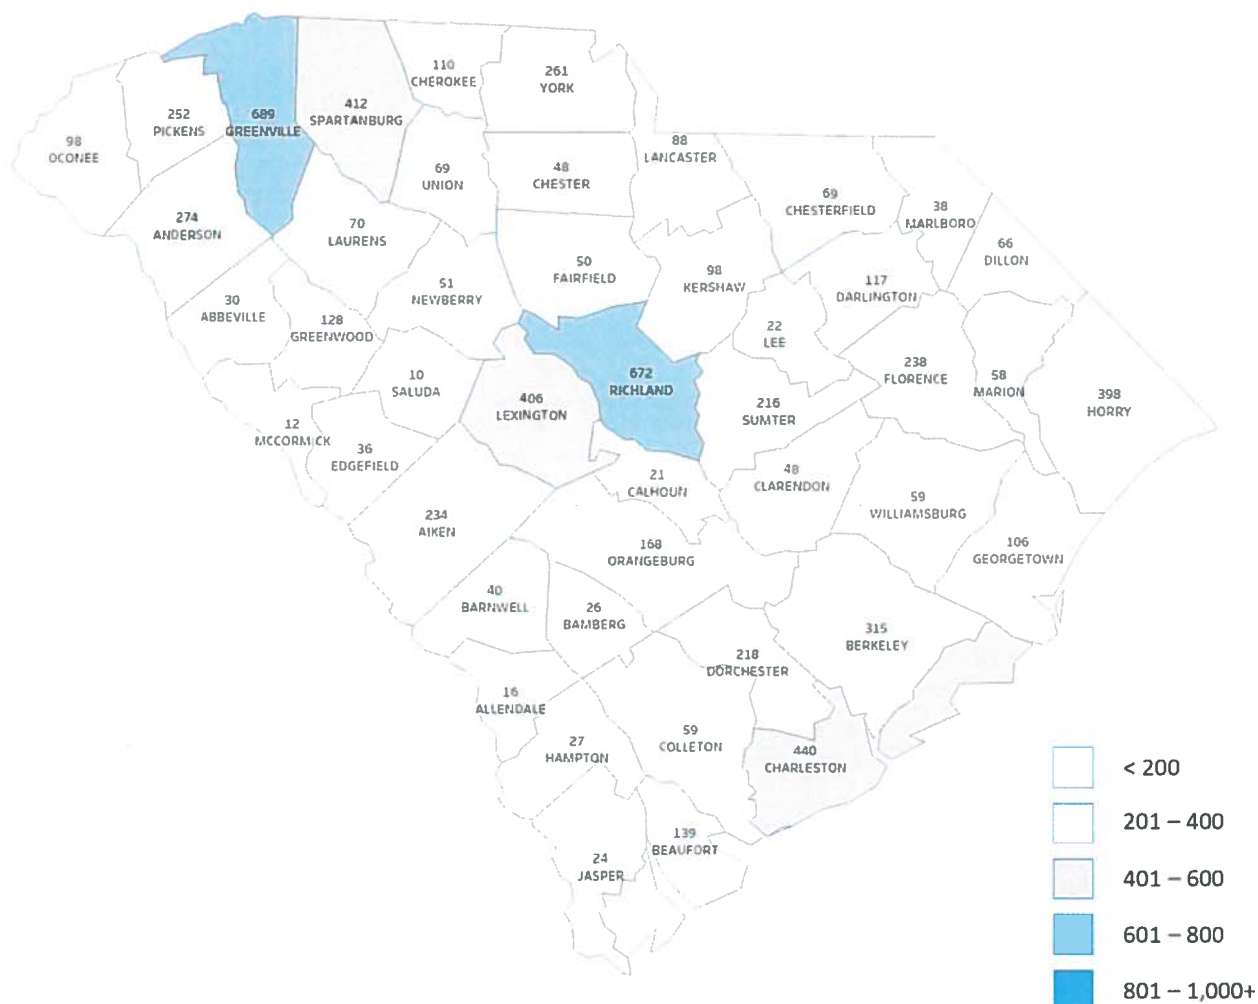 110
CHEROKEE
261
YORK
689
GREENVILLE
412
SPARTANBURG
252
PICKENS
98
OCONEE
88
LANCASTER
69
UNION
48
CHESTER
69
CHESTERFIELD
38
MARLBORO
274
ANDERSON
70
LAURENS
66
DILLON
50
FAIRFIELD
98
KERSHAW
51
NEWBERRY
117
DARLINGTON
30
ABBEVILLE
128
GREENWOOD
22
LEE
238
FLORENCE
10
SALUDA
672
RICHLAND
58
MARION
406
LEXINGTON
216
SUMTER
398
HORRY
12
MCCORMICK
36
EDGEFIELD
21
CALHOUN
48
CLARENDON
59
WILLIAMSBURG
234
AIKEN
168
ORANGEBURG
106
GEORGETOWN
40
BARNWELL
26
BAMBERG
315
BERKELEY
218
DORCHESTER
16
ALLENDALE
27
HAMPTON
59
COLLETON
440
CHARLESTON
139
BEAUFORT
24
JASPER
< 200
201 – 400
401 – 600
601 – 800
801 – 1,000+